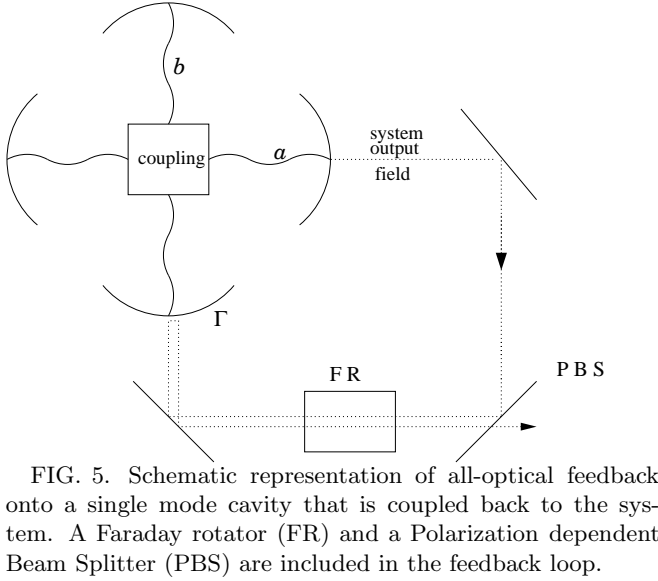 b
coupling
a
system
output
field
Γ
F R
P B S
FIG. 5. Schematic representation of all-optical feedback
onto a single mode cavity that is coupled back to the sys-
tem. A Faraday rotator (FR) and a Polarization dependent
Beam Splitter (PBS) are included in the feedback loop.